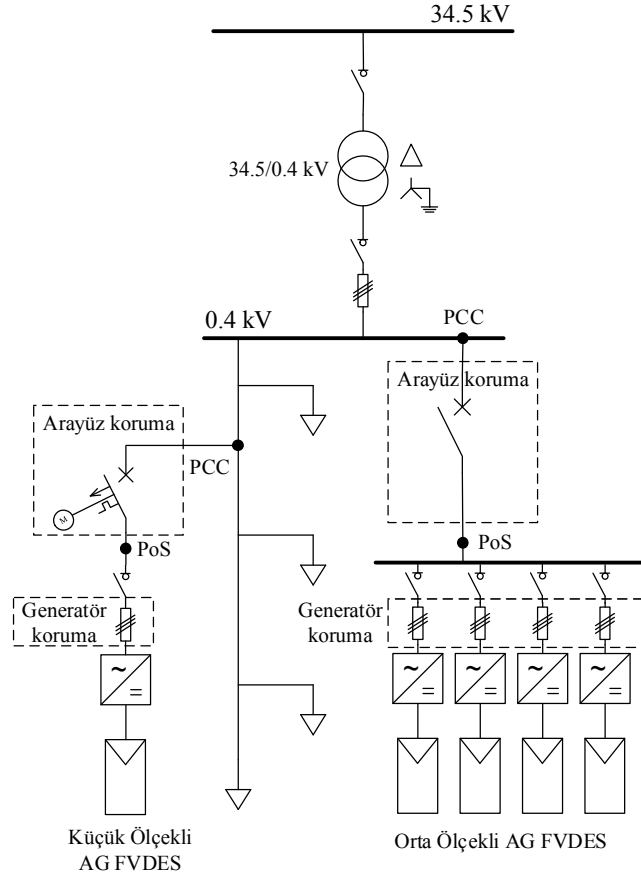 34.5 kV
34.5/0.4 kV
0.4 kV
PCC
Arayüz koruma
Arayüz koruma
PCC
M
PoS
PoS
Generatör
koruma
Generatör
koruma
~
=
~
=
~
=
~
=
~
=
Küçük Ölçekli
AG FVDES
Orta Ölçekli AG FVDES